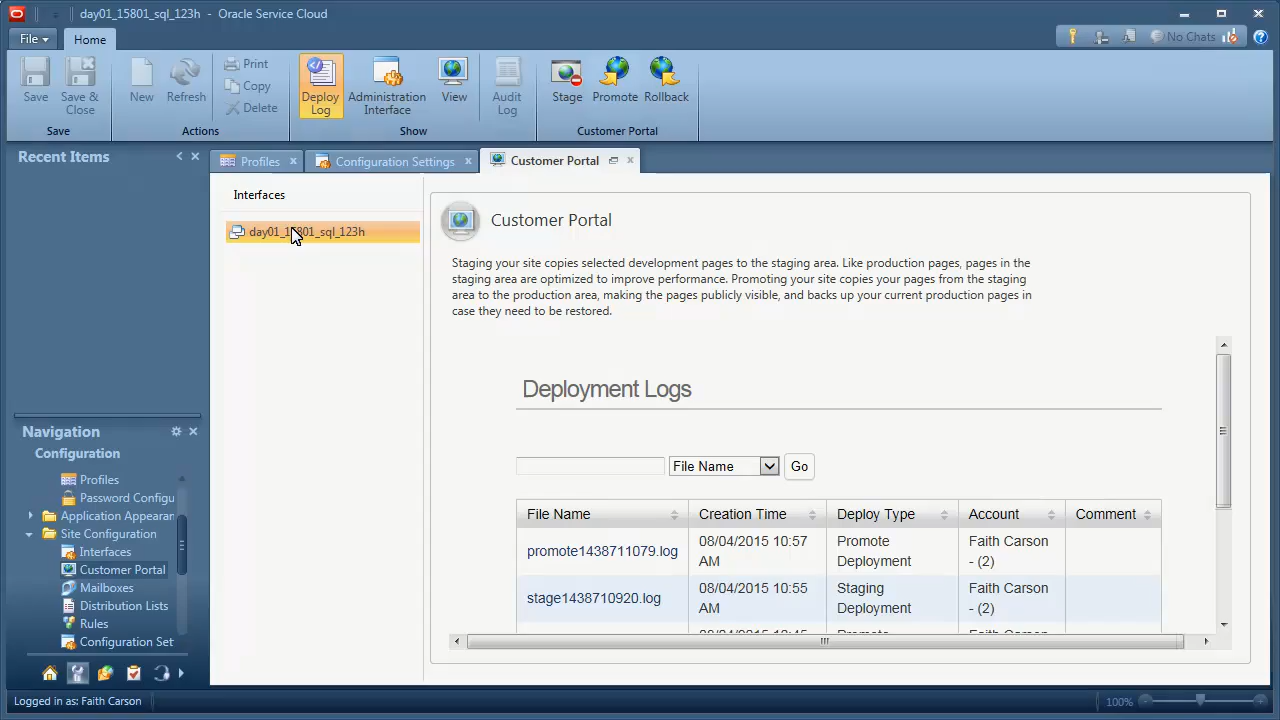 day01_15801_sql_123h - Oracle Service Cloud
File
Home
No Chats
Save
Save & Close
New
Refresh
Print
Copy
Delete
Deploy Log
Administration Interface
View
Audit Log
Stage
Promote
Rollback
Save
Actions
Show
Customer Portal
Recent Items
Profiles
Configuration Settings
Customer Portal
Interfaces
day01_15801_sql_123h
Customer Portal
Staging your site copies selected development pages to the staging area. Like production pages, pages in the
staging area are optimized to improve performance. Promoting your site copies your pages from the staging
area to the production area, making the pages publicly visible, and backs up your current production pages in
case they need to be restored.
Deployment Logs
File Name
Go
File Name
Creation Time
Deploy Type
Account
Comment
promote1438711079.log
08/04/2015 10:57 AM
Promote Deployment
Faith Carson - (2)
stage1438710920.log
08/04/2015 10:55 AM
Staging Deployment
Faith Carson - (2)
Navigation
Configuration
Profiles
Password Configu
Application Appearan
Site Configuration
Interfaces
Customer Portal
Mailboxes
Distribution Lists
Rules
Configuration Set
Logged in as: Faith Carson
100%